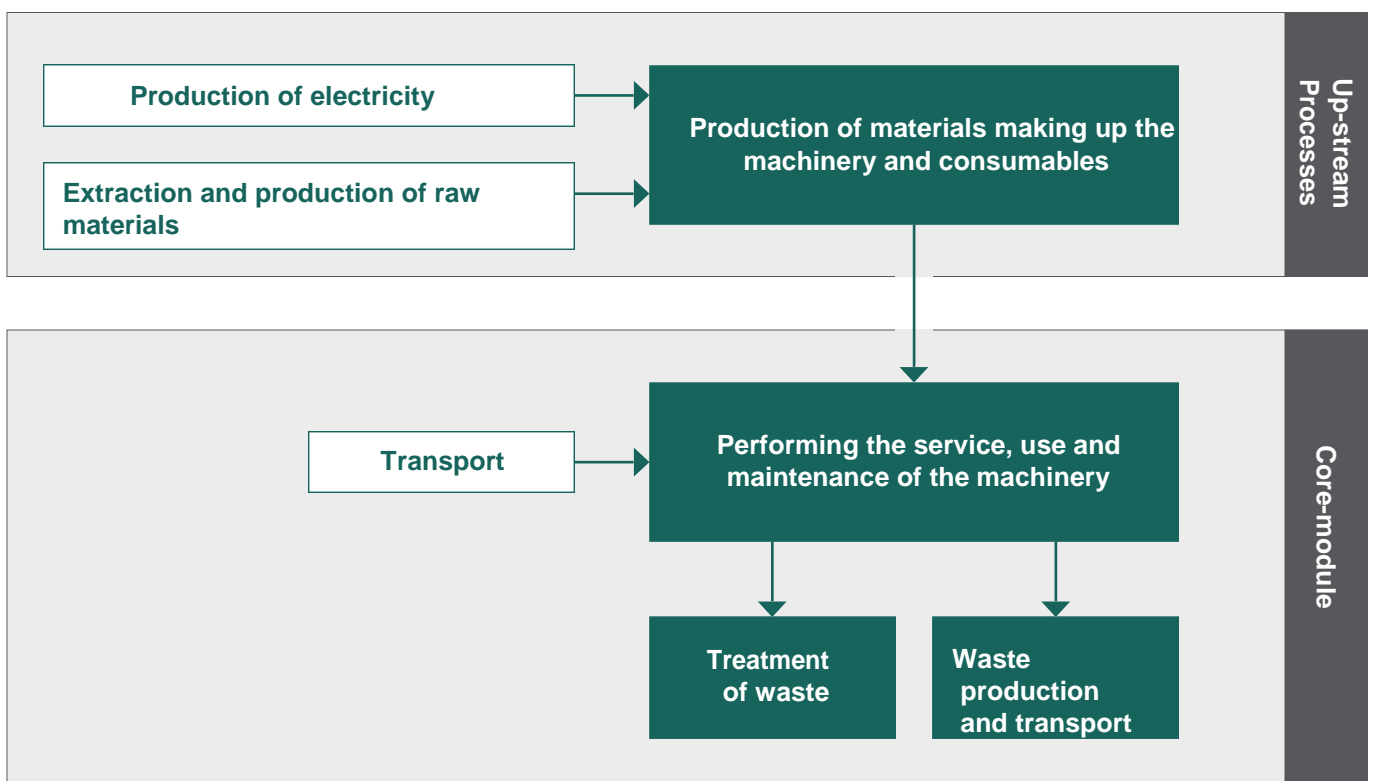 Production of electricity
Extraction and production of raw
materials
Production of materials making up the
machinery and consumables
Up-stream
Processes
Transport
Performing the service, use and
maintenance of the machinery
Treatment
of waste
Waste
production
and transport
Core-module